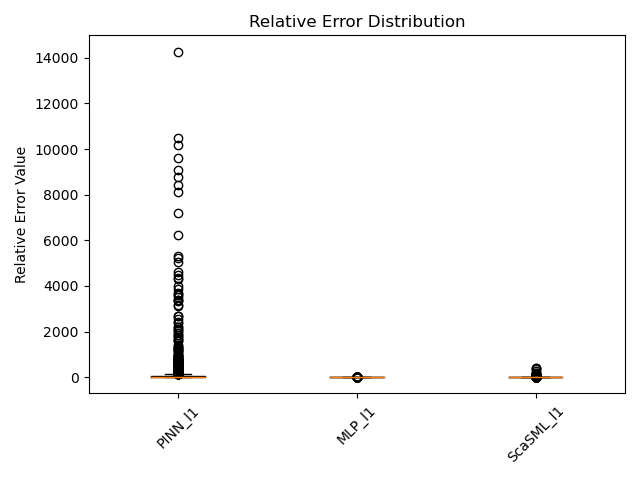 Relative Error Distribution
Relative Error Value
14000
12000
10000
8000
6000
4000
2000
0
PINN_l1
MLP_l1
ScaSML_l1